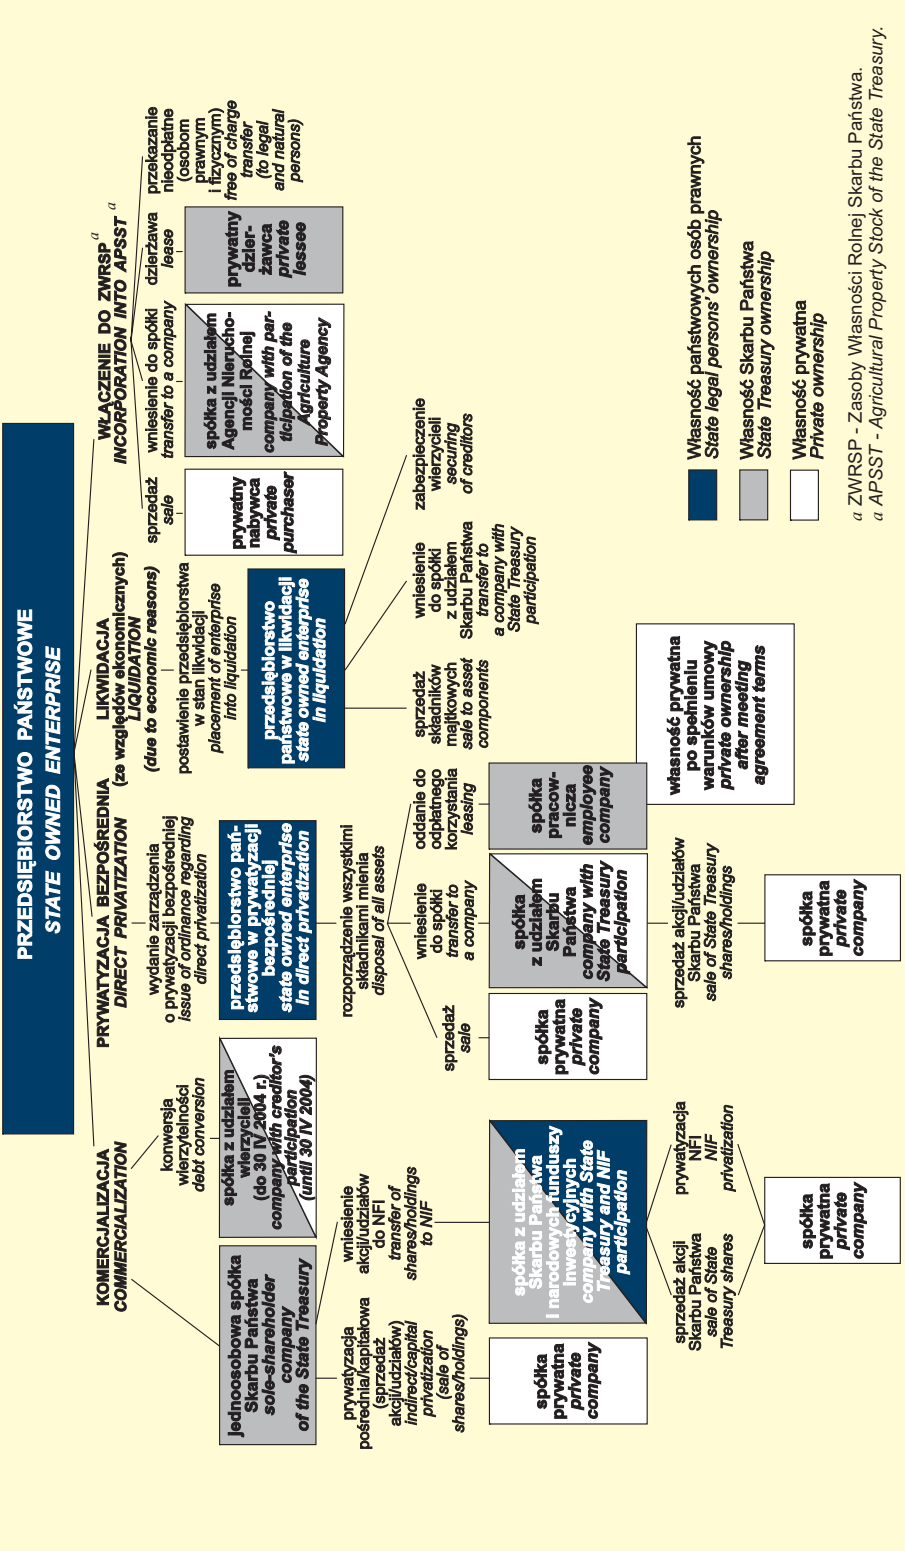 PRZEDSIĘBIORSTWO PAŃSTWOWE
STATE OWNED ENTERPRISE
KOMERCJALIZACJA
COMMERCIALIZATION
jednoosobowa spółka
Skarbu Państwa
sole-shareholder
company
of the State Treasury
konwersja
wierzytelności
debt conversion
spółka z udziałem
wierzycieli
(do 30 IV 2004 r.)
company with creditor's
participation
(until 30 IV 2004)
prywatyzacja
pośrednia/kapitałowa
(sprzedaż
akcji/udziałów)
indirect/capital
privatization
(sale of
shares/holdings)
spółka
prywatna
private
company
wniesienie
akcji/udziałów
do NFI
transfer of
shares/holdings
to NIF
spółka z udziałem
Skarbu Państwa
i narodowych funduszy
inwestycyjnych
company with State
Treasury and NIF
participation
sprzedaż akcji
Skarbu Państwa
sale of State
Treasury shares
prywatyzacja
NFI
NIF
privatization
spółka
prywatna
private
company
PRYWATYZACJA BEZPOŚREDNIA
DIRECT PRIVATIZATION
wydanie zarządzenia
o prywatyzacji bezpośredniej
issue of ordinance regarding
direct privatization
przedsiębiorstwo pań-
stwowe w prywatyzacji
bezpośredniej
state owned enterprise
in direct privatization
rozporządzenie wszystkimi
składnikami mienia
disposal of all assets
sprzedaż
sale
spółka
prywatna
private
company
wniesienie
do spółki
transfer to
a company
spółka
z udziałem
Skarbu
Państwa
company with
State Treasury
participation
sprzedaż akcji/udziałów
Skarbu Państwa
sale of State Treasury
shares/holdings
spółka
prywatna
private
company
oddanie do
odpłatnego
korzystania
leasing
spółka
pracow-
nicza
employee
company
własność prywatna
po spełnieniu
warunków umowy
private ownership
after meeting
agreement terms
LIKWIDACJA
(ze względów ekonomicznych)
LIQUIDATION
(due to economic reasons)
postawienie przedsiębiorstwa
w stan likwidacji
placement of enterprise
into liquidation
przedsiębiorstwo
państwowe w likwidacji
state owned enterprise
in liquidation
sprzedaż
składników
majtkowych
sale to asset
components
wniesienie
do spółki
z udziałem
Skarbu Państwa
transfer to
a company with
State Treasury
participation
zabezpieczenie
wierzycieli
securing
of creditors
WŁĄCZENIE DO ZWRSP a
INCORPORATION INTO APSST a
sprzedaż
sale
prywatny
nabywca
private
purchaser
wniesienie do spółki
transfer to a company
spółka z udziałem
Agencji Nierucho-
mości Rolnej
company with par-
ticipation of the
Agriculture
Property Agency
dzierżawa
lease
prywatny
dzier-
żawca
private
lessee
przekazanie
nieodpłatne
(osobom
prawnym
i fizycznym)
free of charge
transfer
(to legal
and natural
persons)
Własność państwowych osób prawnych
State legal persons' ownership
Własność Skarbu Państwa
State Treasury ownership
Własność prywatna
Private ownership
a ZWRSP - Zasoby Własności Rolnej Skarbu Państwa.
a APSST - Agricultural Property Stock of the State Treasury.